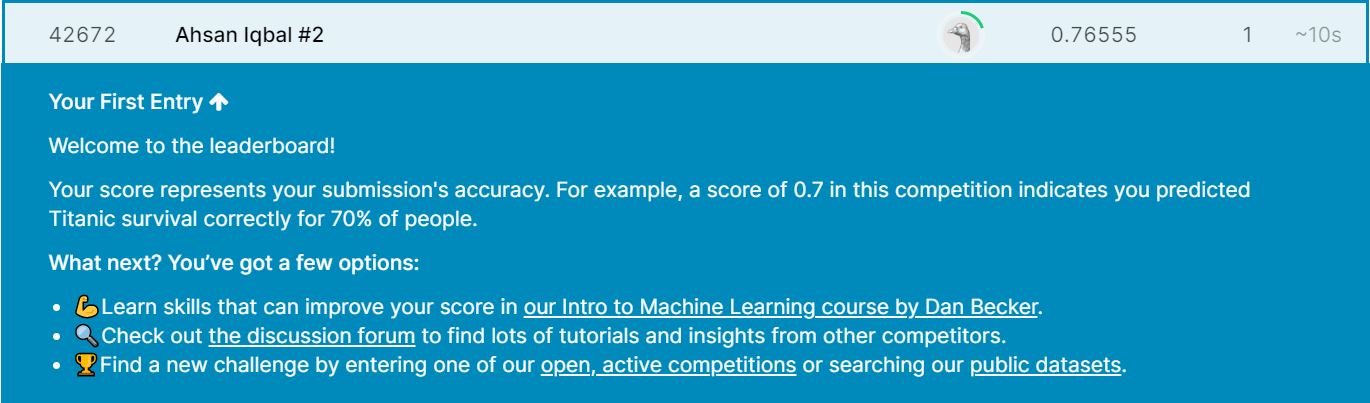 42672 Ahsan Iqbal #2 0.76555 1 ~10s
Your First Entry
Welcome to the leaderboard!
Your score represents your submission's accuracy. For example, a score of 0.7 in this competition indicates you predicted
Titanic survival correctly for 70% of people.
What next? You’ve got a few options:
Learn skills that can improve your score in our Intro to Machine Learning course by Dan Becker.
Check out the discussion forum to find lots of tutorials and insights from other competitors.
Find a new challenge by entering one of our open, active competitions or searching our public datasets.